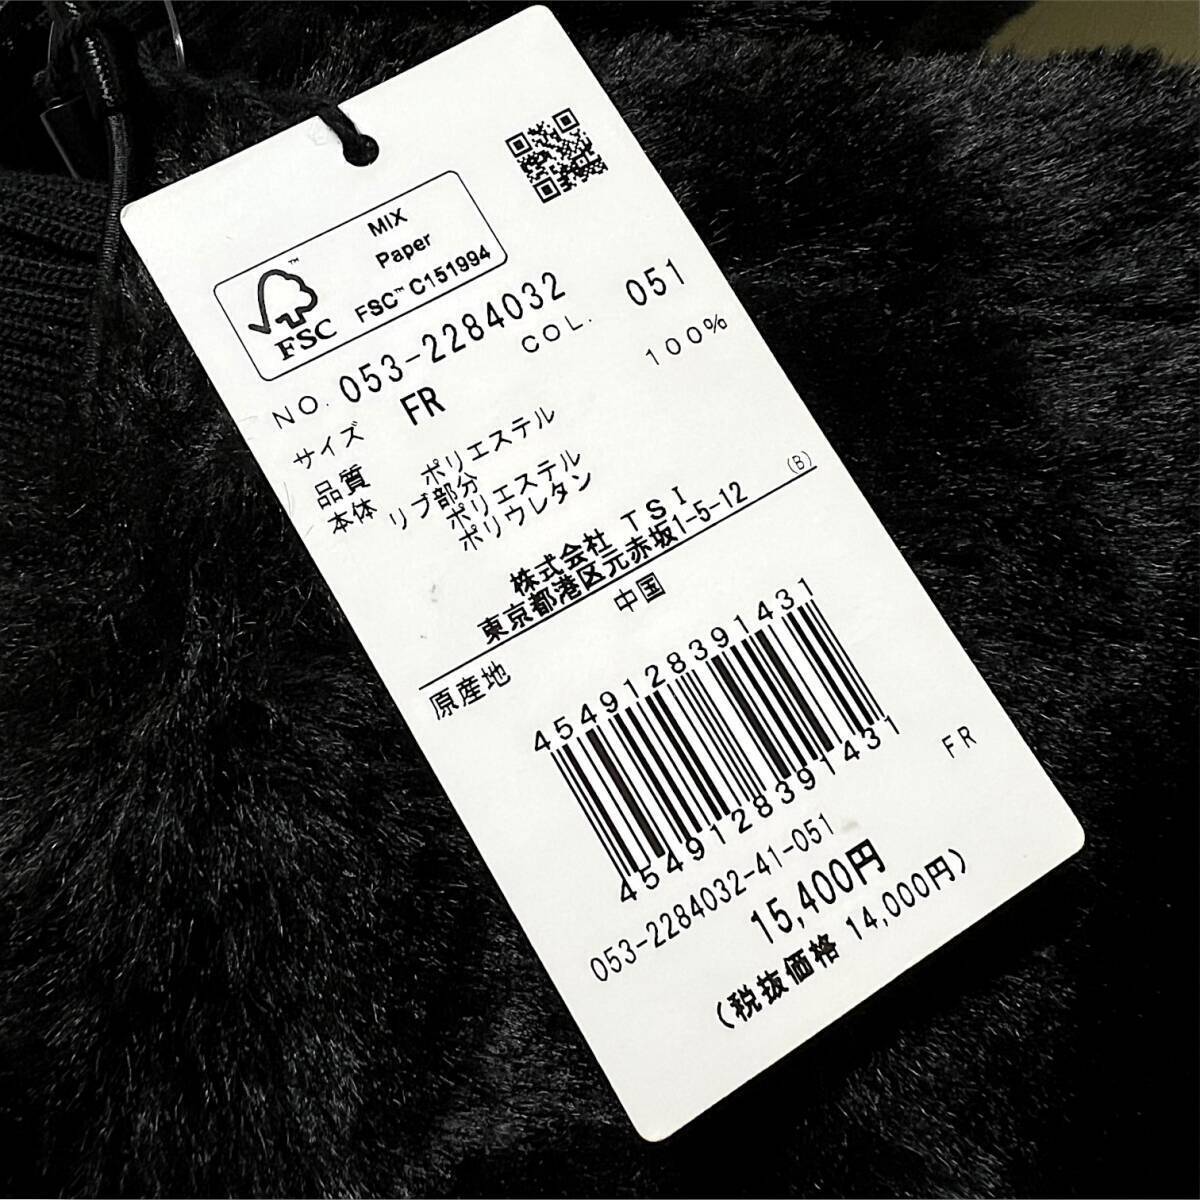 MIX
Paper
FSC™ C151994
FSC
NO. 053-2284032
COL. 051
サイズ FR
品質
本体 ポリエステル 100%
リブ部分
ポリエステル
ポリウレタン
(B)
株式会社 TSI
東京都港区元赤坂1-5-12
原産地 中国
4549128391431
4549128391431
053-2284032-41-051 FR
15,400円
(税抜価格 14,000円)